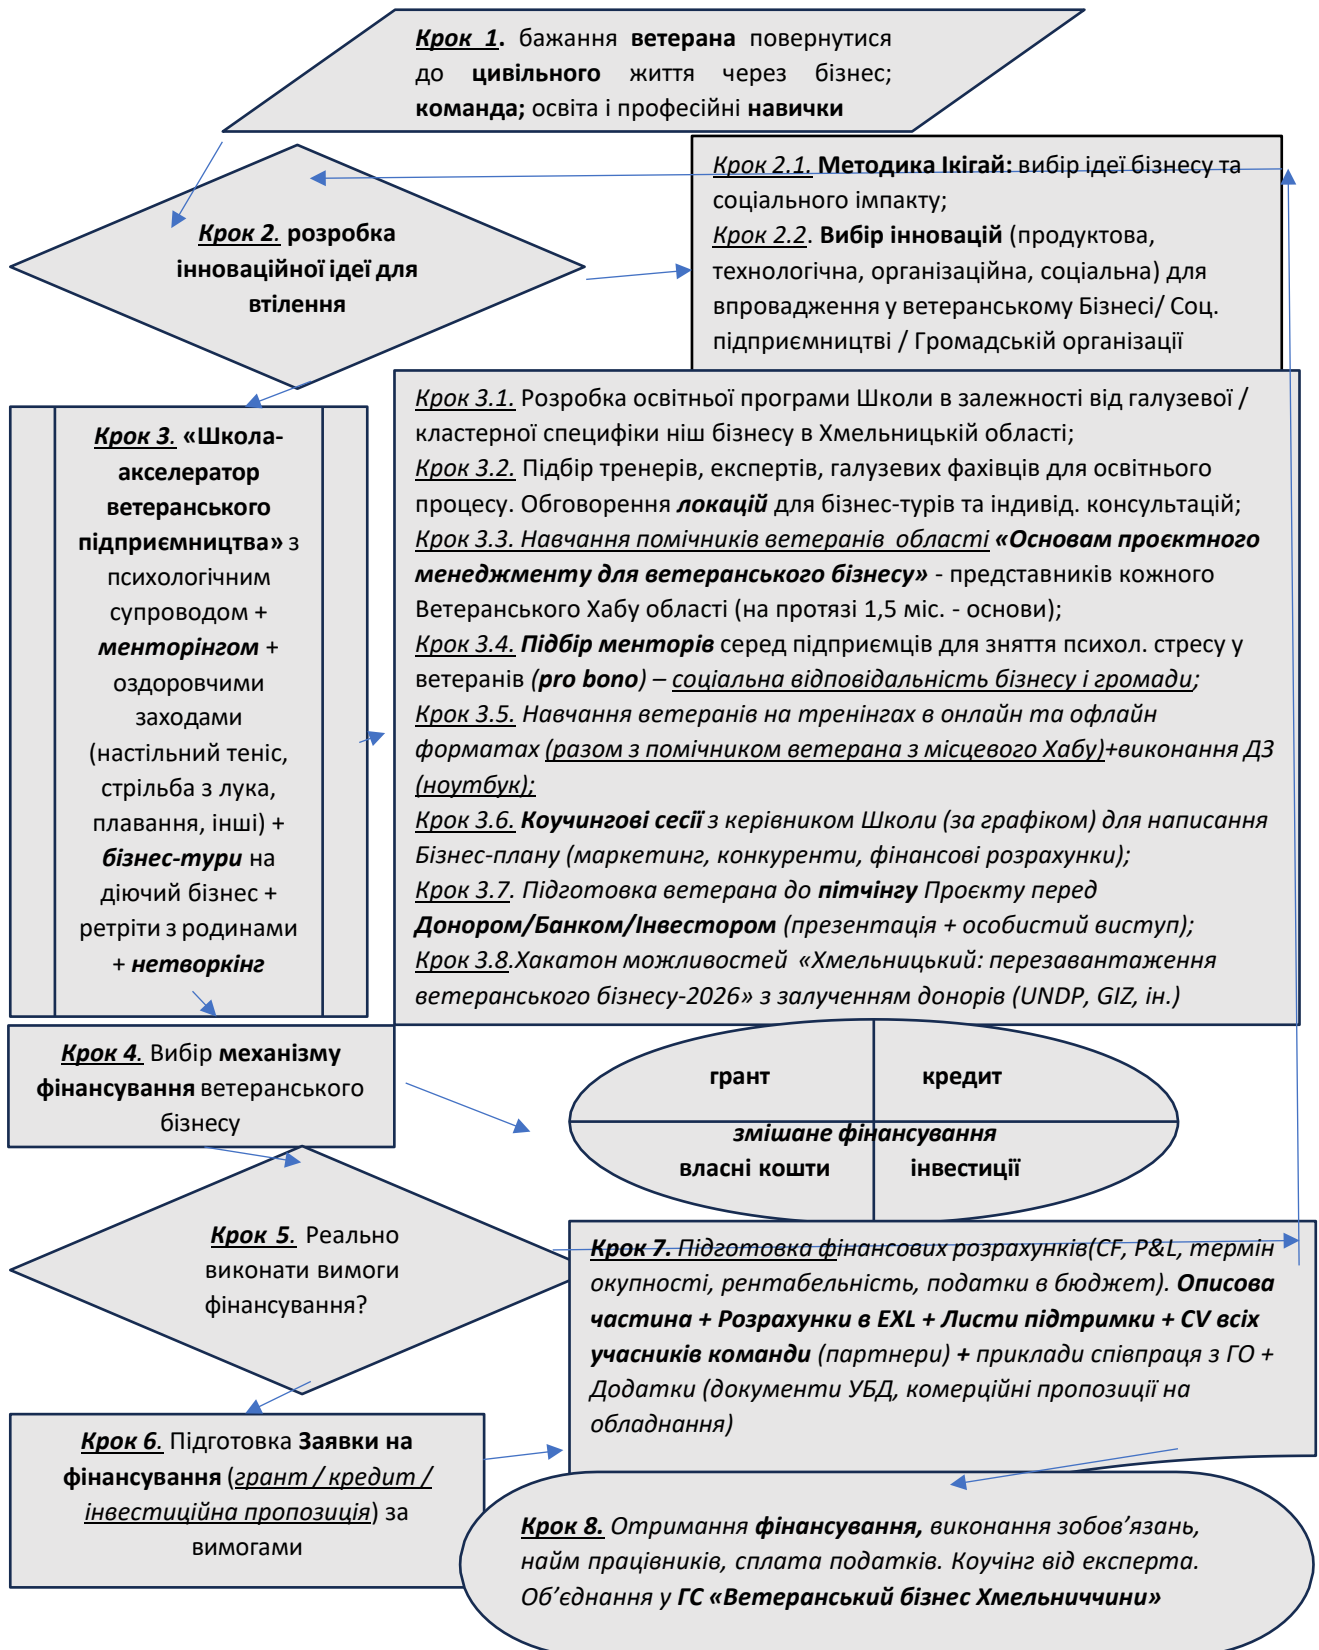 Крок 1. бажання ветерана повернутися
до цивільного життя через бізнес;
команда; освіта і професійні навички
Крок 2. розробка
інноваційної ідеї для
втілення
Крок 2.1. Методика Ікігай: вибір ідеї бізнесу та
соціального імпакту;
Крок 2.2. Вибір інновацій (продуктова,
технологічна, організаційна, соціальна) для
впровадження у ветеранському Бізнесі/ Соц.
підприємництві / Громадській організації
Крок 3. «Школа-
акселератор
ветеранського
підприємництва» з
психологічним
супроводом +
менторінгом +
оздоровчими
заходами
(настільний теніс,
стрільба з лука,
плавання, інші) +
бізнес-тури на
діючий бізнес +
ретріти з родинами
+ нетворкінг
Крок 3.1. Розробка освітньої програми Школи в залежності від галузевої /
кластерної специфіки ніш бізнесу в Хмельницькій області;
Крок 3.2. Підбір тренерів, експертів, галузевих фахівців для освітнього
процесу. Обговорення локацій для бізнес-турів та індивід. консультацій;
Крок 3.3. Навчання помічників ветеранів області «Основам проєктного
менеджменту для ветеранського бізнесу» - представників кожного
Ветеранського Хабу області (на протязі 1,5 міс. - основи);
Крок 3.4. Підбір менторів серед підприємців для зняття психол. стресу у
ветеранів (pro bono) – соціальна відповідальність бізнесу і громади;
Крок 3.5. Навчання ветеранів на тренінгах в онлайн та офлайн
форматах (разом з помічником ветерана з місцевого Хабу)+виконання ДЗ
(ноутбук);
Крок 3.6. Коучингові сесії з керівником Школи (за графіком) для написання
Бізнес-плану (маркетинг, конкуренти, фінансові розрахунки);
Крок 3.7. Підготовка ветерана до пітчінгу Проєкту перед
Донором/Банком/Інвестором (презентація + особистий виступ);
Крок 3.8.Хакатон можливостей «Хмельницький: перезавантаження
ветеранського бізнесу-2026» з залученням донорів (UNDP, GIZ, ін.)
Крок 4. Вибір механізму
фінансування ветеранського
бізнесу
грант кредит
змішане фінансування
власні кошти інвестиції
Крок 5. Реально
виконати вимоги
фінансування?
Крок 6. Підготовка Заявки на
фінансування (грант / кредит /
інвестиційна пропозиція) за
вимогами
Крок 7. Підготовка фінансових розрахунків(CF, P&L, термін
окупності, рентабельність, податки в бюджет). Описова
частина + Розрахунки в EXL + Листи підтримки + CV всіх
учасників команди (партнери) + приклади співпраця з ГО +
Додатки (документи УБД, комерційні пропозиції на
обладнання)
Крок 8. Отримання фінансування, виконання зобов’язань,
найм працівників, сплата податків. Коучінг від експерта.
Об’єднання у ГС «Ветеранський бізнес Хмельниччини»